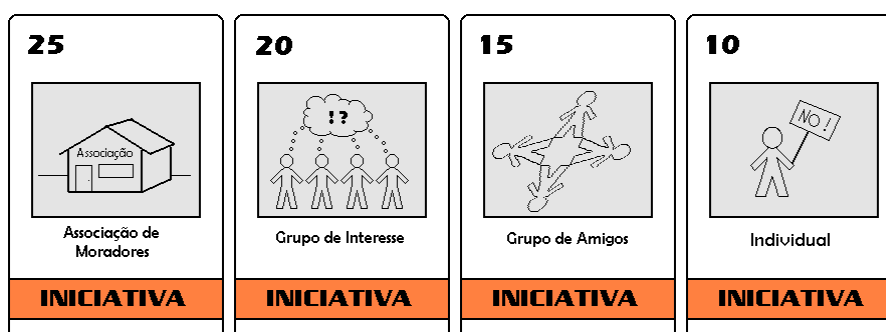 25
Associação
Associação de
Moradores
INICIATIVA
20
!?
Grupo de Interesse
INICIATIVA
15
Grupo de Amigos
INICIATIVA
10
NO!
Individual
INICIATIVA